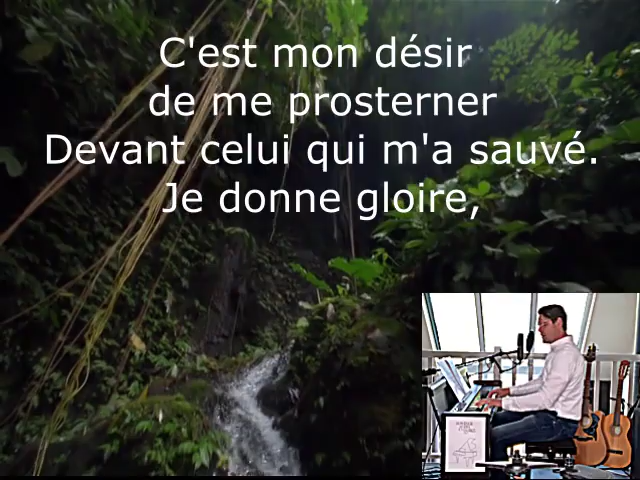 C'est mon désir
de me prosterner
Devant celui qui m'a sauvé.
Je donne gloire,